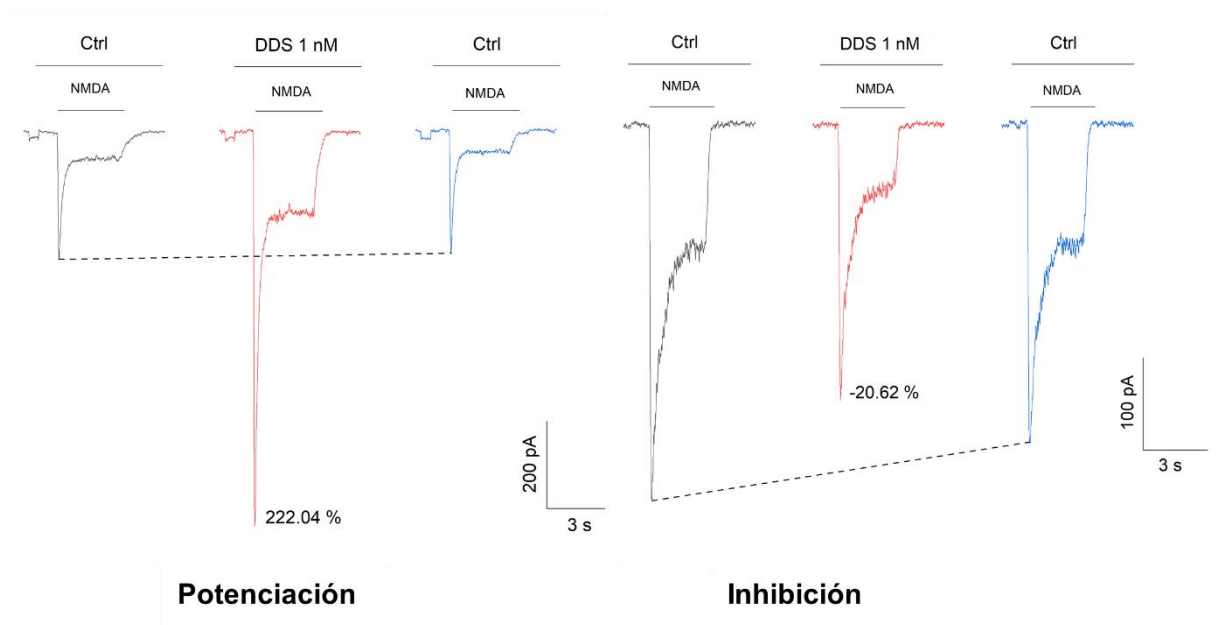 Ctrl DDS 1 nM Ctrl
NMDA NMDA NMDA
222.04 %
200 pA
3 s
Potenciación
Ctrl DDS 1 nM Ctrl
NMDA NMDA NMDA
-20.62 %
100 pA
3 s
Inhibición